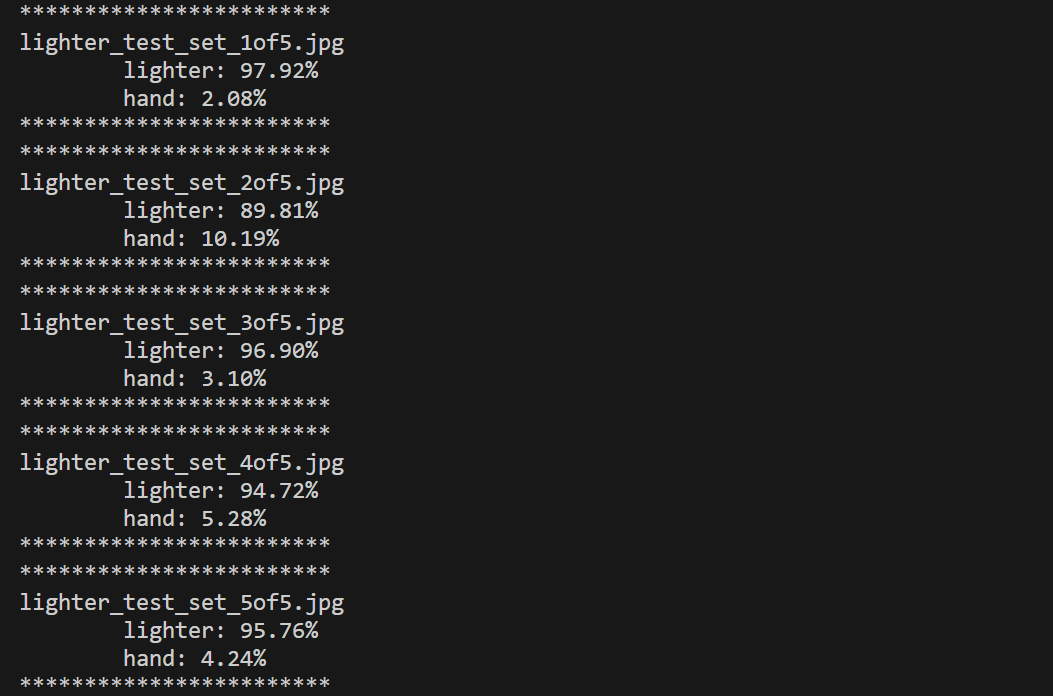 ************************
lighter_test_set_1of5.jpg
lighter: 97.92%
hand: 2.08%
************************
************************
lighter_test_set_2of5.jpg
lighter: 89.81%
hand: 10.19%
************************
************************
lighter_test_set_3of5.jpg
lighter: 96.90%
hand: 3.10%
************************
************************
lighter_test_set_4of5.jpg
lighter: 94.72%
hand: 5.28%
************************
************************
lighter_test_set_5of5.jpg
lighter: 95.76%
hand: 4.24%
************************